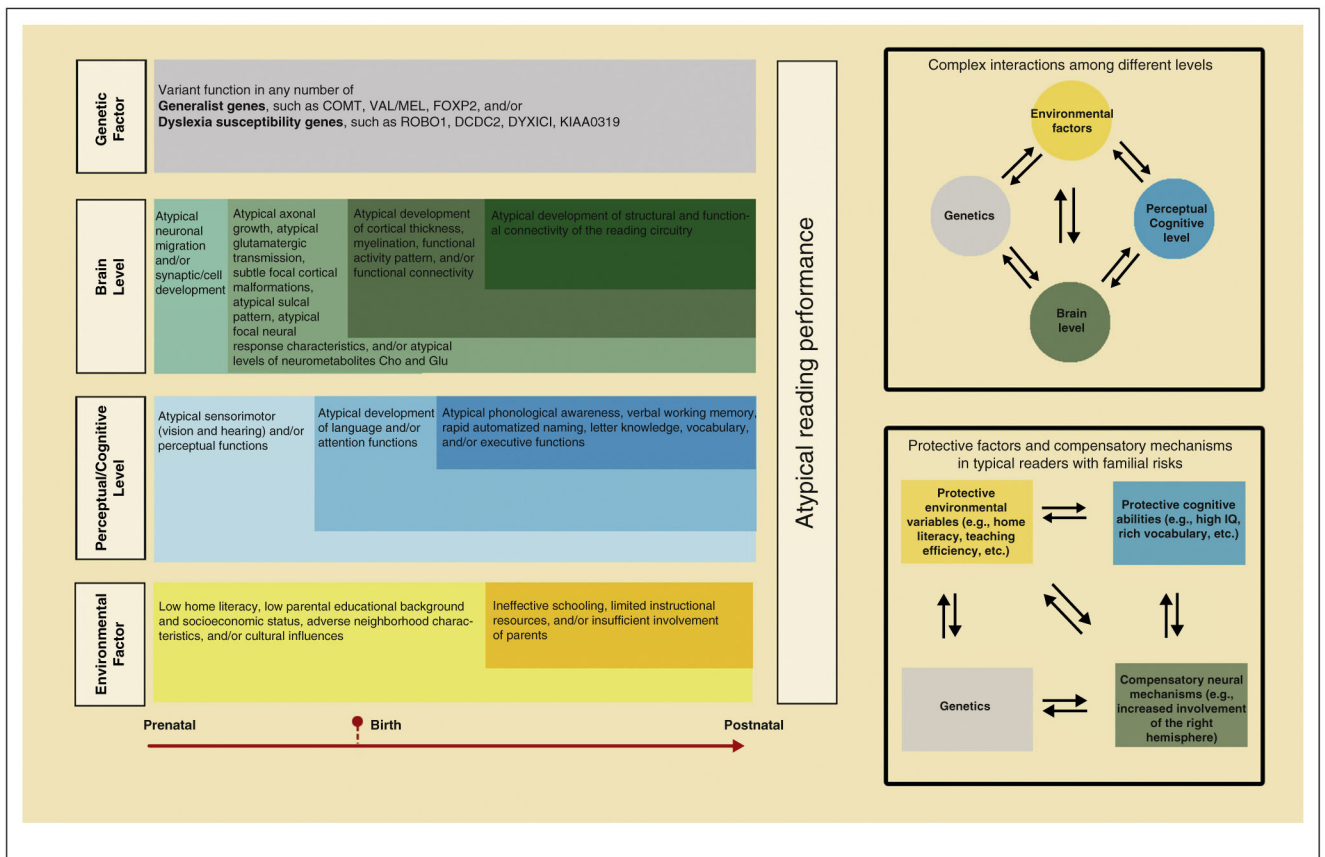 Genetic
Factor
Variant function in any number of
Generalist genes, such as COMT, VAL/MEL, FOXP2, and/or
Dyslexia susceptibility genes, such as ROBO1, DCDC2, DYXICI, KIAA0319
Brain
Level
Atypical
neuronal
migration
and/or
synaptic/cell
development
Atypical axonal
growth, atypical
glutamatergic
transmission,
subtle focal cortical
malformations,
atypical sulcal
pattern, atypical
focal neural
response characteristics, and/or atypical
levels of neurometabolites Cho and Glu
Atypical development
of cortical thickness,
myelination, functional
activity pattern, and/or
functional connectivity
Atypical development of structural and function-
al connectivity of the reading circuitry
Perceptual/Cognitive
Level
Atypical sensorimotor
(vision and hearing) and/or
perceptual functions
Atypical development
of language and/or
attention functions
Atypical phonological awareness, verbal working memory,
rapid automatized naming, letter knowledge, vocabulary,
and/or executive functions
Environmental
Factor
Low home literacy, low parental educational background
and socioeconomic status, adverse neighborhood charac-
teristics, and/or cultural influences
Ineffective schooling, limited instructional
resources, and/or insufficient involvement
of parents
Prenatal
Birth
Postnatal
Atypical reading performance
Complex interactions among different levels
Environmental
factors
Genetics
Perceptual
Cognitive
level
Brain
level
Protective factors and compensatory mechanisms
in typical readers with familial risks
Protective
environmental
variables (e.g., home
literacy, teaching
efficiency, etc.)
Protective cognitive
abilities (e.g., high IQ,
rich vocabulary, etc.)
Genetics
Compensatory neural
mechanisms (e.g.,
increased involvement
of the right
hemisphere)